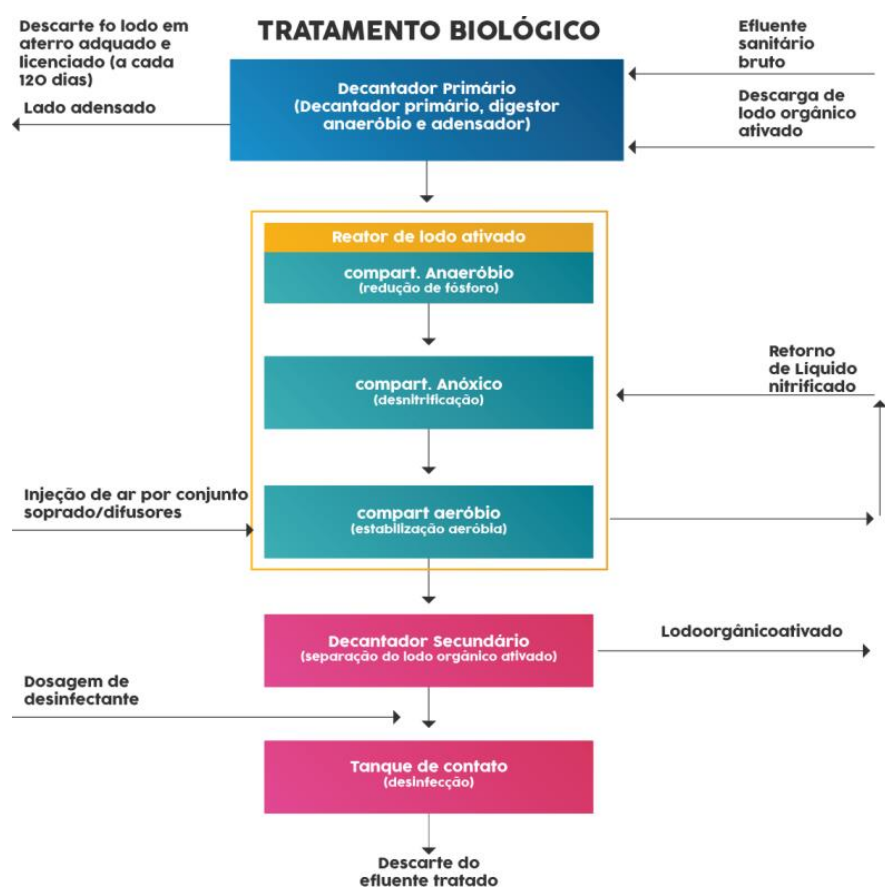 TRATAMENTO BIOLÓGICO
Descarte fo lodo em
aterro adquado e
licenciado (a cada
120 dias)
Lado adensado
Decantador Primário
(Decantador primário, digestor
anaeróbio e adensador)
Efluente
sanitário
bruto
Descarga de
lodo orgânico
ativado
Reator de lodo ativado
compart. Anaeróbio
(redução de fósforo)
compart. Anóxico
(desnitrificação)
Retorno
de Líquido
nitrificado
Injeção de ar por conjunto
soprado/difusores
compart aeróbio
(estabilização aeróbia)
Decantador Secundário
(separação do lodo orgânico ativado)
Lodoorgânicoativado
Dosagem de
desinfectante
Tanque de contato
(desinfecção)
Descarte do
efluente tratado